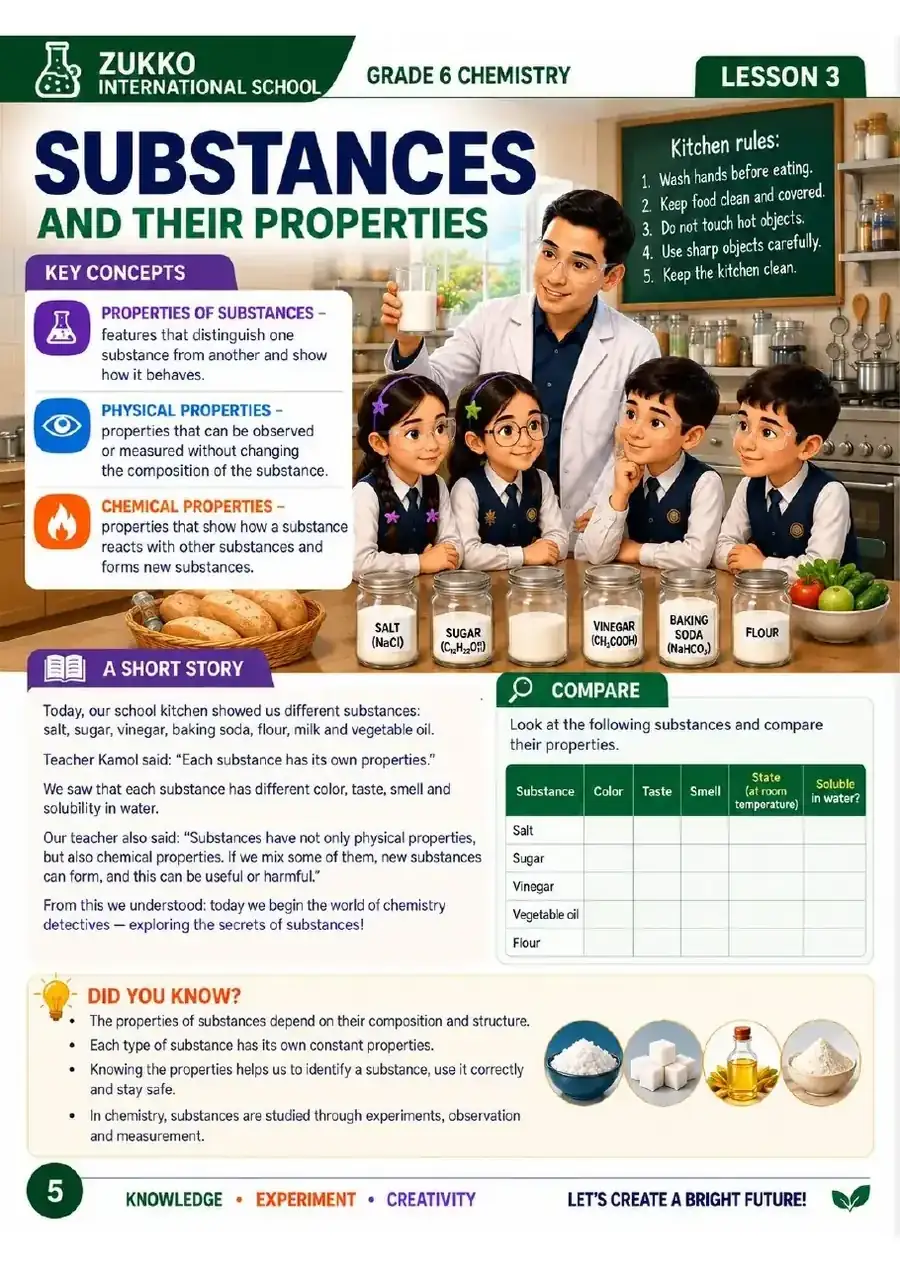 ZUKKO
INTERNATIONAL SCHOOL
GRADE 6 CHEMISTRY
LESSON 3
SUBSTANCES
AND THEIR PROPERTIES
Kitchen rules:
1. Wash hands before eating.
2. Keep food clean and covered.
3. Do not touch hot objects.
4. Use sharp objects carefully.
5. Keep the kitchen clean.
KEY CONCEPTS
PROPERTIES OF SUBSTANCES –
features that distinguish one
substance from another and show
how it behaves.
PHYSICAL PROPERTIES –
properties that can be observed
or measured without changing
the composition of the substance.
CHEMICAL PROPERTIES –
properties that show how a substance
reacts with other substances and
forms new substances.
SALT
(NaCl)
SUGAR
(C₁₂H₂₂O₁₁)
VINEGAR
(CH₃COOH)
BAKING
SODA
(NaHCO₃)
FLOUR
A SHORT STORY
Today, our school kitchen showed us different substances:
salt, sugar, vinegar, baking soda, flour, milk and vegetable oil.
Teacher Kamol said: “Each substance has its own properties.”
We saw that each substance has different color, taste, smell and
solubility in water.
Our teacher also said: “Substances have not only physical properties,
but also chemical properties. If we mix some of them, new substances
can form, and this can be useful or harmful.”
From this we understood: today we begin the world of chemistry
detectives — exploring the secrets of substances!
COMPARE
Look at the following substances and compare
their properties.
Substance Color Taste Smell State (at room temperature) Soluble in water?
Salt
Sugar
Vinegar
Vegetable oil
Flour
DID YOU KNOW?
• The properties of substances depend on their composition and structure.
• Each type of substance has its own constant properties.
• Knowing the properties helps us to identify a substance, use it correctly
and stay safe.
• In chemistry, substances are studied through experiments, observation
and measurement.
5
KNOWLEDGE • EXPERIMENT • CREATIVITY
LET’S CREATE A BRIGHT FUTURE!